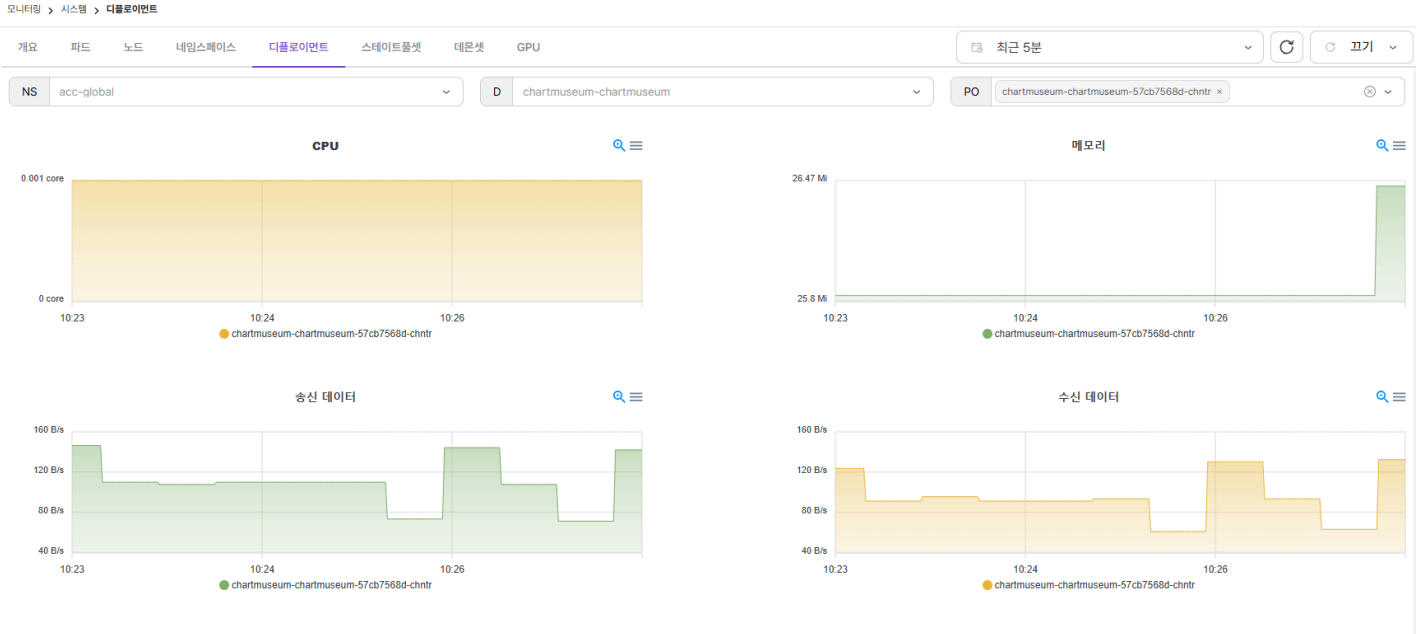 모니터링 > 시스템 > 디플로이먼트
개요 파드 노드 네임스페이스 디플로이먼트 스테이트풀셋 데몬셋 GPU 최근 5분 끄기
NS acc-global D chartmuseum-chartmuseum PO chartmuseum-chartmuseum-57cb7568d-chntr ×
CPU
0.001 core
0 core
10:23 10:24 10:26
chartmuseum-chartmuseum-57cb7568d-chntr
메모리
26.47 Mi
25.8 Mi
10:23 10:24 10:26
chartmuseum-chartmuseum-57cb7568d-chntr
송신 데이터
160 B/s
120 B/s
80 B/s
40 B/s
10:23 10:24 10:26
chartmuseum-chartmuseum-57cb7568d-chntr
수신 데이터
160 B/s
120 B/s
80 B/s
40 B/s
10:23 10:24 10:26
chartmuseum-chartmuseum-57cb7568d-chntr